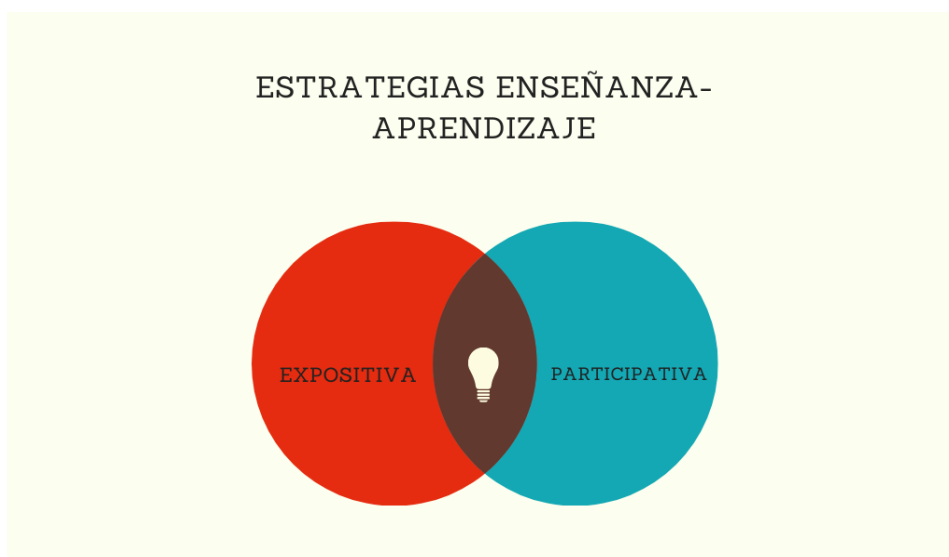 ESTRATEGIAS ENSEÑANZA-
APRENDIZAJE
EXPOSITIVA
PARTICIPATIVA